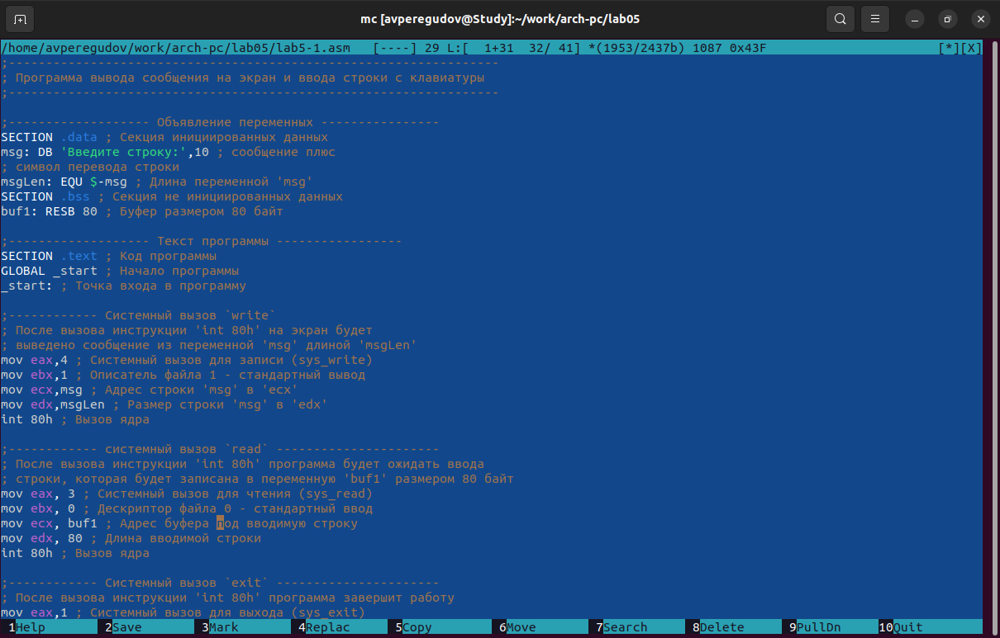 mc [avperegudov@Study]:~/work/arch-pc/lab05
/home/avperegudov/work/arch-pc/lab05/lab5-1.asm   [----] 29 L:[  1+31  32/ 41] *(1953/2437b) 1087 0x43F   [*][X]
;------------------------------------------------------------------
; Программа вывода сообщения на экран и ввода строки с клавиатуры
;------------------------------------------------------------------
;------------------- Объявление переменных ----------------
SECTION .data ; Секция инициированных данных
msg: DB 'Введите строку:',10 ; сообщение плюс
; символ перевода строки
msgLen: EQU $-msg ; Длина переменной 'msg'
SECTION .bss ; Секция не инициированных данных
buf1: RESB 80 ; Буфер размером 80 байт
;------------------- Текст программы -----------------
SECTION .text ; Код программы
GLOBAL _start ; Начало программы
_start: ; Точка входа в программу
;------------ Системный вызов `write`
; После вызова инструкции 'int 80h' на экран будет
; выведено сообщение из переменной 'msg' длиной 'msgLen'
mov eax,4 ; Системный вызов для записи (sys_write)
mov ebx,1 ; Описатель файла 1 - стандартный вывод
mov ecx,msg ; Адрес строки 'msg' в 'ecx'
mov edx,msgLen ; Размер строки 'msg' в 'edx'
int 80h ; Вызов ядра
;------------ системный вызов `read` ----------------------
; После вызова инструкции 'int 80h' программа будет ожидать ввода
; строки, которая будет записана в переменную 'buf1' размером 80 байт
mov eax, 3 ; Системный вызов для чтения (sys_read)
mov ebx, 0 ; Дескриптор файла 0 - стандартный ввод
mov ecx, buf1 ; Адрес буфера под вводимую строку
mov edx, 80 ; Длина вводимой строки
int 80h ; Вызов ядра
;------------ Системный вызов `exit` ----------------------
; После вызова инструкции 'int 80h' программа завершит работу
mov eax,1 ; Системный вызов для выхода (sys_exit)
1Help 2Save 3Mark 4Replac 5Copy 6Move 7Search 8Delete 9PullDn 10Quit